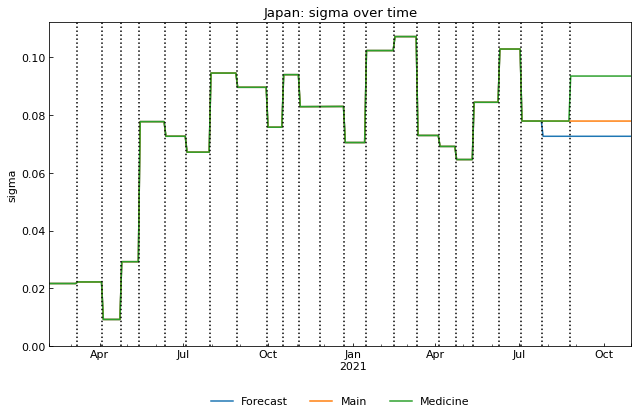 Japan: sigma over time
sigma
0.10
0.08
0.06
0.04
0.02
0.00
Apr Jul Oct Jan Apr Jul Oct
2021
Forecast Main Medicine